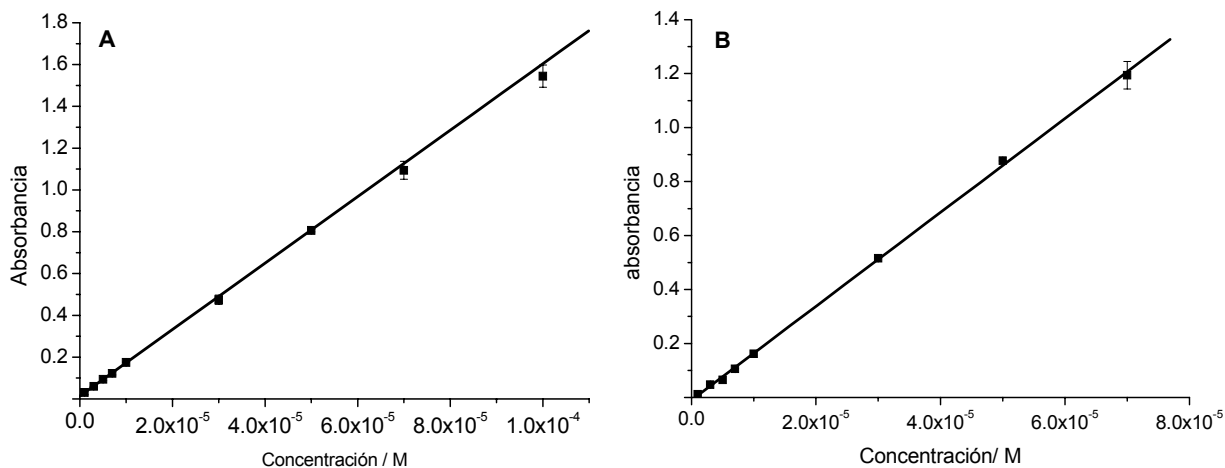 A
Absorbancia
1.8
1.6
1.4
1.2
1.0
0.8
0.6
0.4
0.2
0.0
2.0x10⁻⁵
4.0x10⁻⁵
6.0x10⁻⁵
8.0x10⁻⁵
1.0x10⁻⁴
Concentración / M
B
absorbancia
1.4
1.2
1.0
0.8
0.6
0.4
0.2
0.0
2.0x10⁻⁵
4.0x10⁻⁵
6.0x10⁻⁵
8.0x10⁻⁵
Concentración/ M